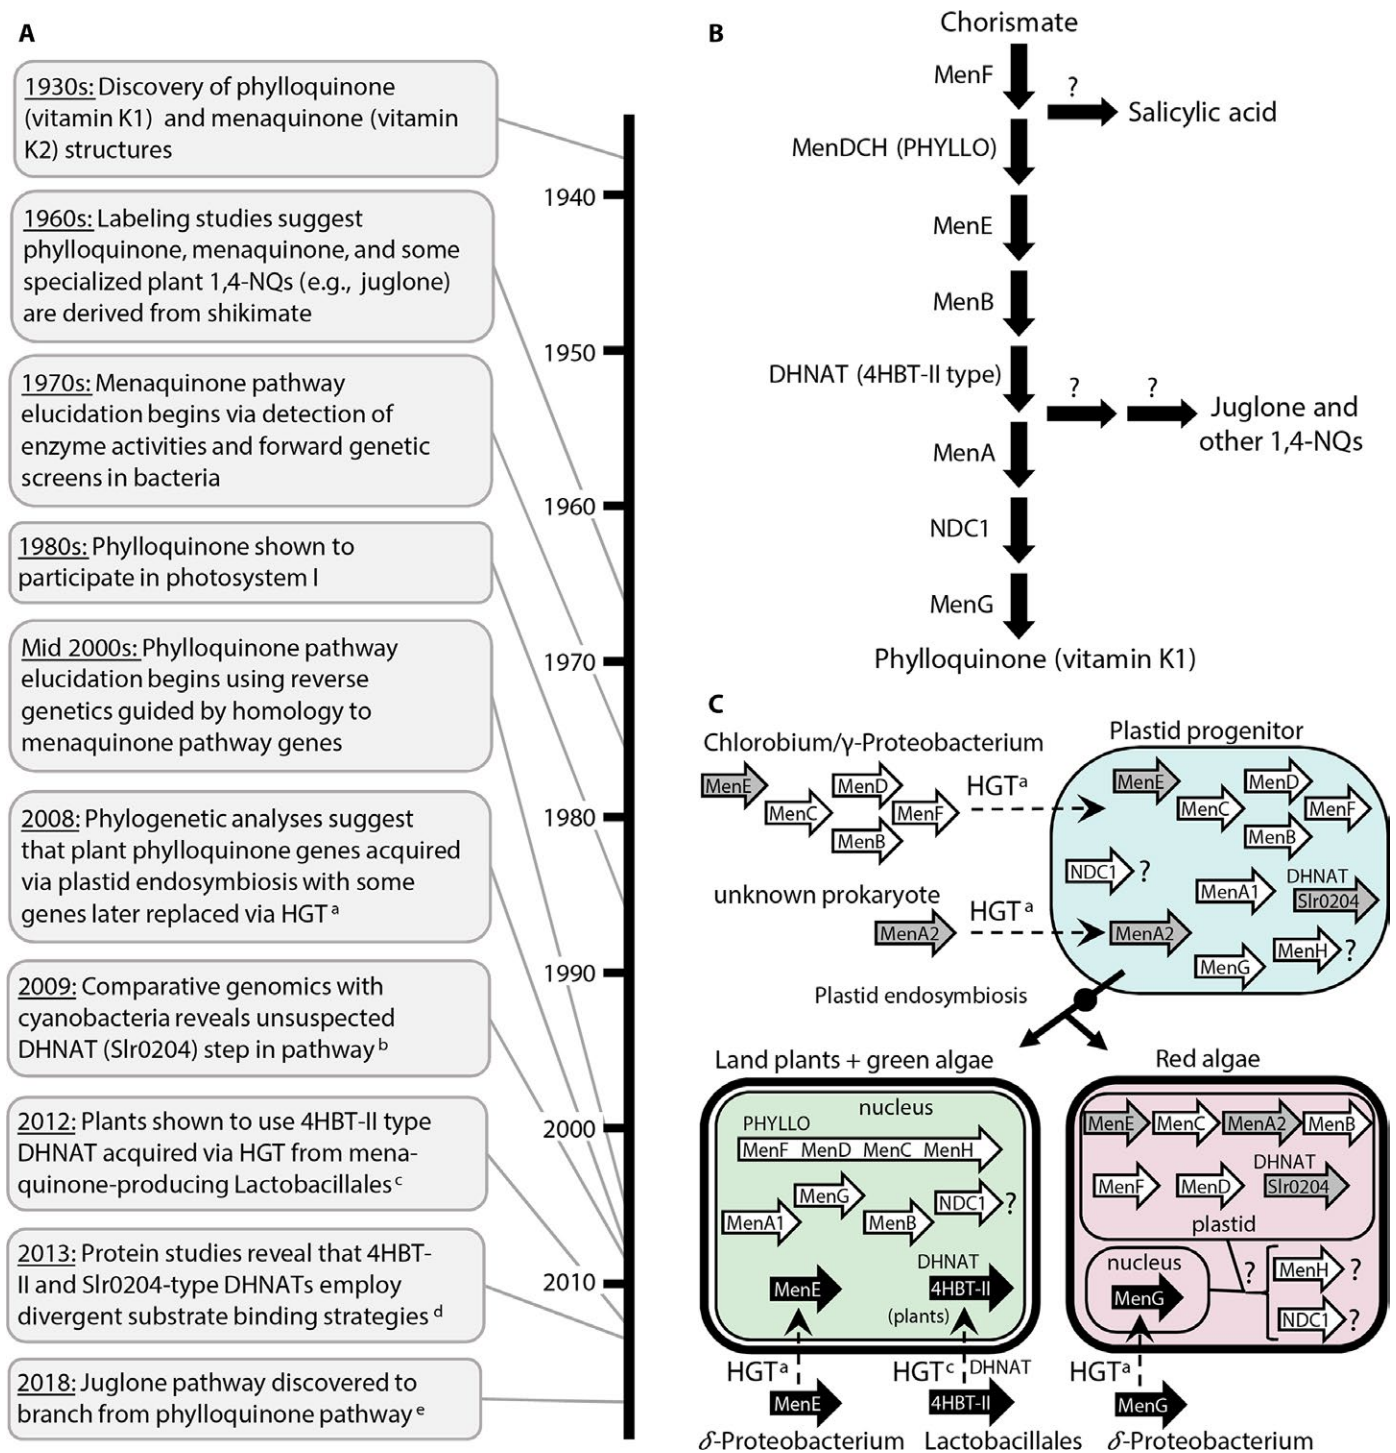 A
1930s: Discovery of phylloquinone
(vitamin K1) and menaquinone (vitamin
K2) structures
1960s: Labeling studies suggest
phylloquinone, menaquinone, and some
specialized plant 1,4-NQs (e.g., juglone)
are derived from shikimate
1970s: Menaquinone pathway
elucidation begins via detection of
enzyme activities and forward genetic
screens in bacteria
1980s: Phylloquinone shown to
participate in photosystem I
Mid 2000s: Phylloquinone pathway
elucidation begins using reverse
genetics guided by homology to
menaquinone pathway genes
2008: Phylogenetic analyses suggest
that plant phylloquinone genes acquired
via plastid endosymbiosis with some
genes later replaced via HGT a
2009: Comparative genomics with
cyanobacteria reveals unsuspected
DHNAT (Slr0204) step in pathway b
2012: Plants shown to use 4HBT-II type
DHNAT acquired via HGT from mena-
quinone-producing Lactobacillales c
2013: Protein studies reveal that 4HBT-
II and Slr0204-type DHNATs employ
divergent substrate binding strategies d
2018: Juglone pathway discovered to
branch from phylloquinone pathway e
1940
1950
1960
1970
1980
1990
2000
2010
B
Chorismate
MenF
?
Salicylic acid
MenDCH (PHYLLO)
MenE
MenB
DHNAT (4HBT-II type)
? ?
Juglone and
other 1,4-NQs
MenA
NDC1
MenG
Phylloquinone (vitamin K1)
C
Chlorobium/γ-Proteobacterium
MenE
MenC
MenD
MenB
MenF
HGT a
unknown prokaryote
MenA2
HGT a
Plastid progenitor
MenE
MenC
MenD
MenB
MenF
NDC1 ?
MenA1
DHNAT
Slr0204
MenA2
MenG
MenH ?
Plastid endosymbiosis
Land plants + green algae
nucleus
PHYLLO
MenF MenD MenC MenH
MenA1
MenG
MenB
NDC1 ?
MenE
DHNAT
4HBT-II
(plants)
HGT a
MenE
δ-Proteobacterium
HGT c DHNAT
4HBT-II
Lactobacillales
Red algae
MenE MenC MenA2 MenB
MenF
MenD
DHNAT
Slr0204
plastid
nucleus
MenG
?
MenH ?
NDC1 ?
HGT a
MenG
δ-Proteobacterium